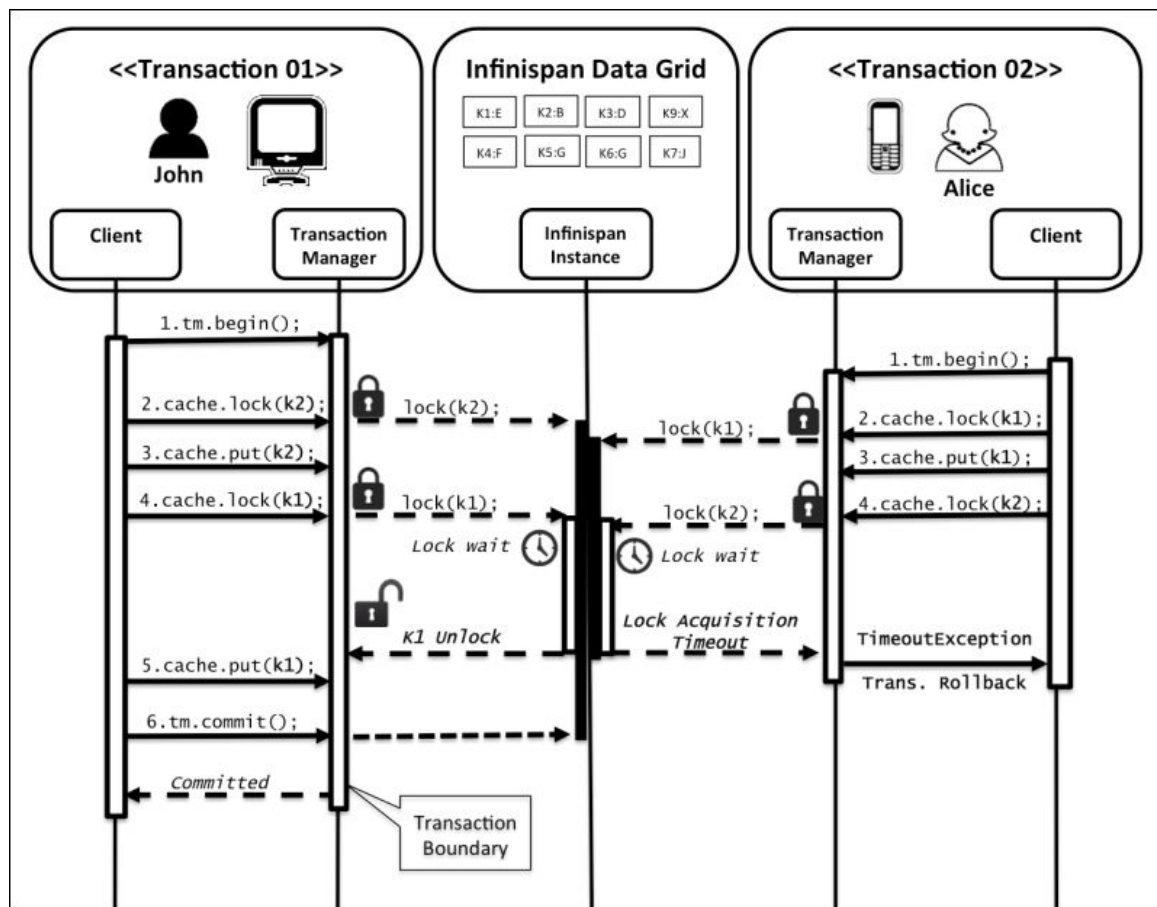 <<Transaction 01>>
John
Client
Transaction
Manager
Infinispan Data Grid
K1:E
K2:B
K3:D
K9:X
K4:F
K5:G
K6:G
K7:J
Infinispan
Instance
<<Transaction 02>>
Alice
Transaction
Manager
Client
1.tm.begin();
1.tm.begin();
2.cache.lock(k2);
lock(k2);
lock(k1);
2.cache.lock(k1);
3.cache.put(k2);
3.cache.put(k1);
4.cache.lock(k1);
lock(k1);
lock(k2);
4.cache.lock(k2);
Lock wait
Lock wait
K1 Unlock
Lock Acquisition
Timeout
TimeoutException
Trans. Rollback
5.cache.put(k1);
6.tm.commit();
Committed
Transaction
Boundary